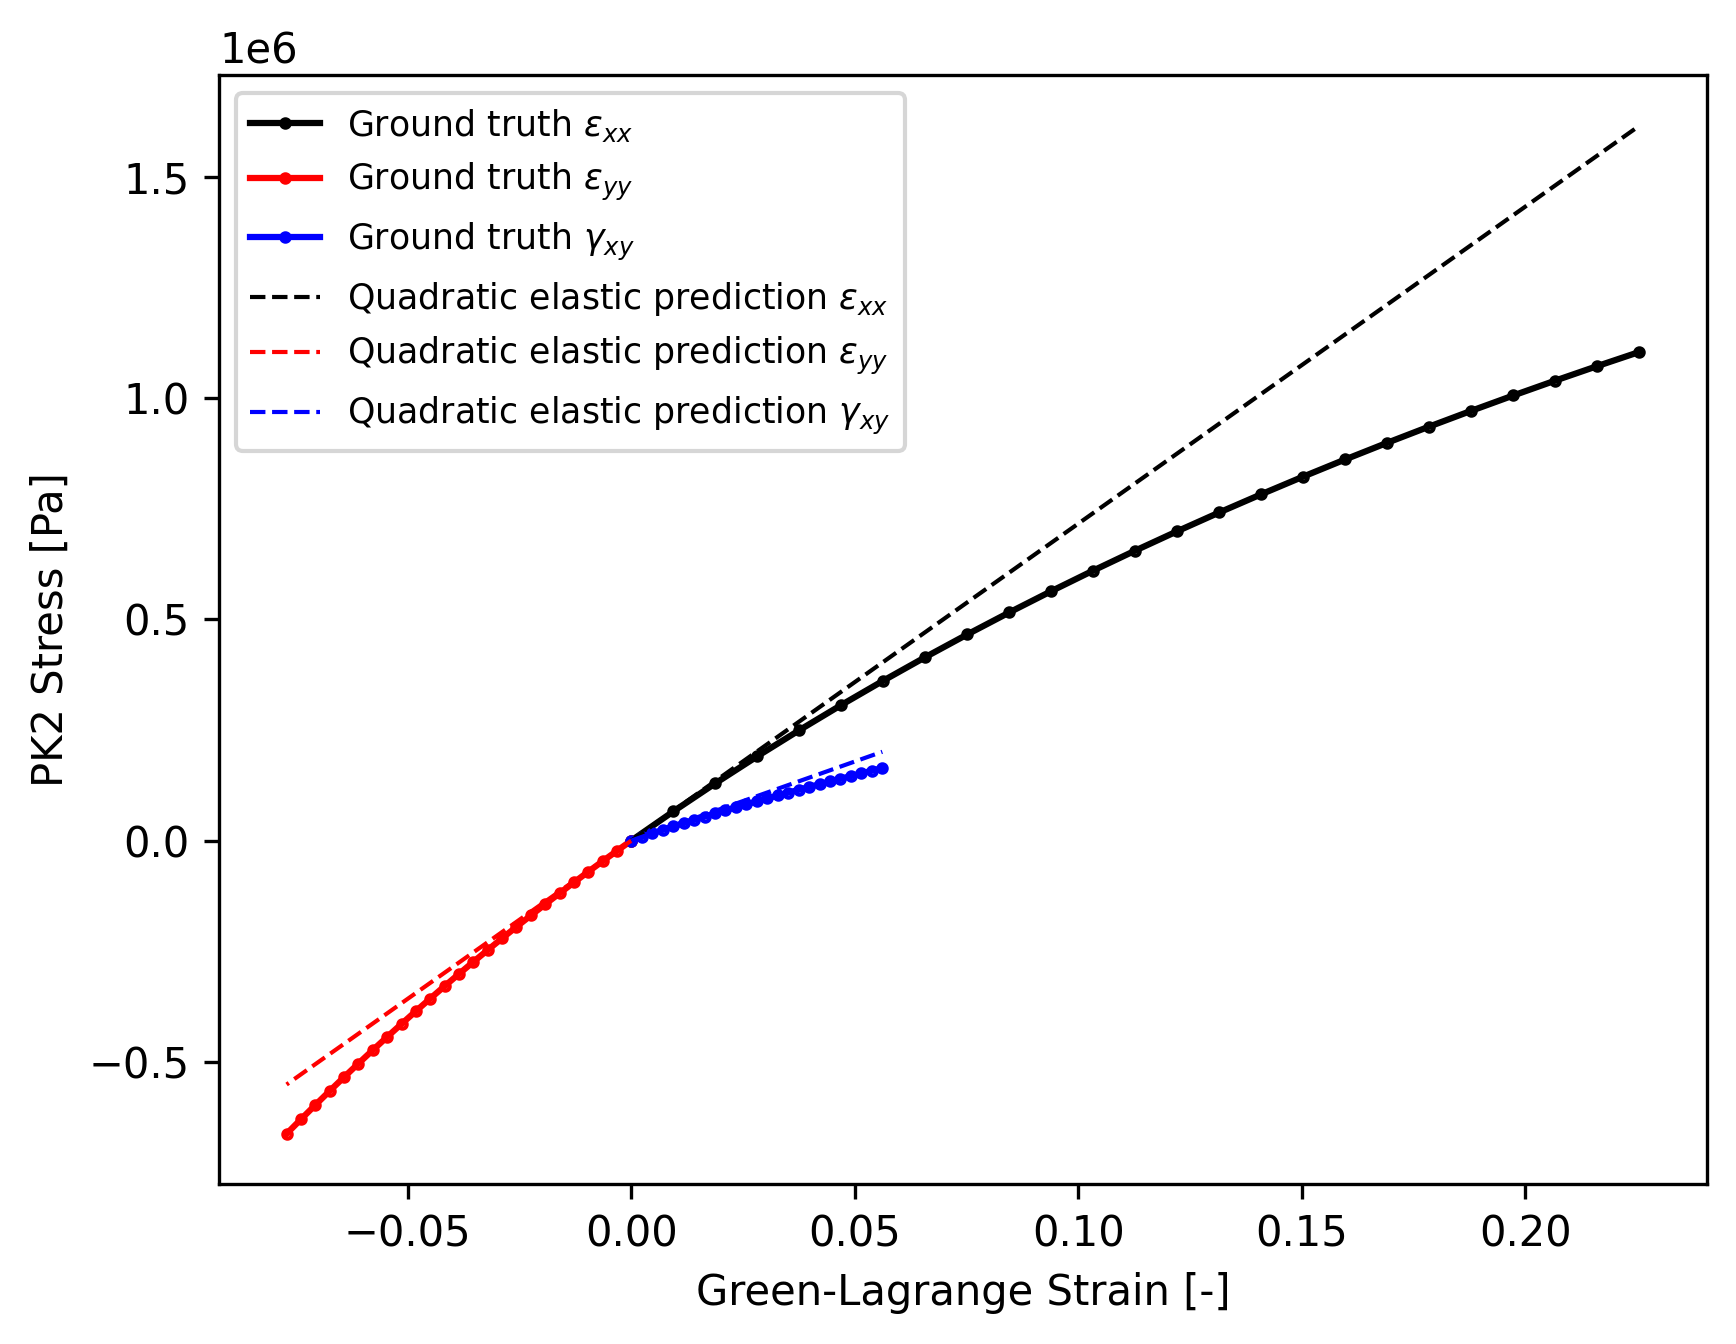 1e6
Ground truth εxx
Ground truth εyy
Ground truth γxy
Quadratic elastic prediction εxx
Quadratic elastic prediction εyy
Quadratic elastic prediction γxy
1.5
1.0
0.5
0.0
−0.5
PK2 Stress [Pa]
−0.05 0.00 0.05 0.10 0.15 0.20
Green-Lagrange Strain [-]